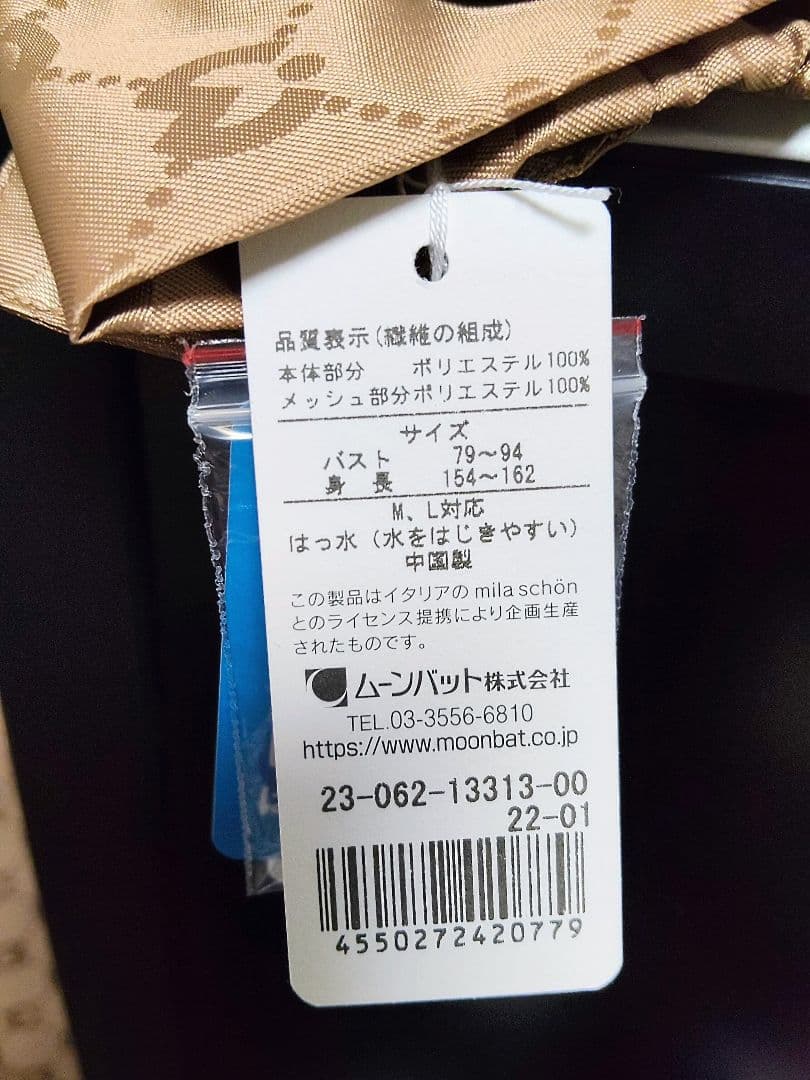 品質表示(繊維の組成)
本体部分 ポリエステル100%
メッシュ部分ポリエステル100%
サイズ
バスト 79～94
身長 154～162
M、L対応
はっ水 (水をはじきやすい)
中国製
この製品はイタリアの mila schön
とのライセンス提携により企画生産
されたものです。
ムーンバット株式会社
TEL.03-3556-6810
https://www.moonbat.co.jp
23-062-13313-00
22-01
4550272420779